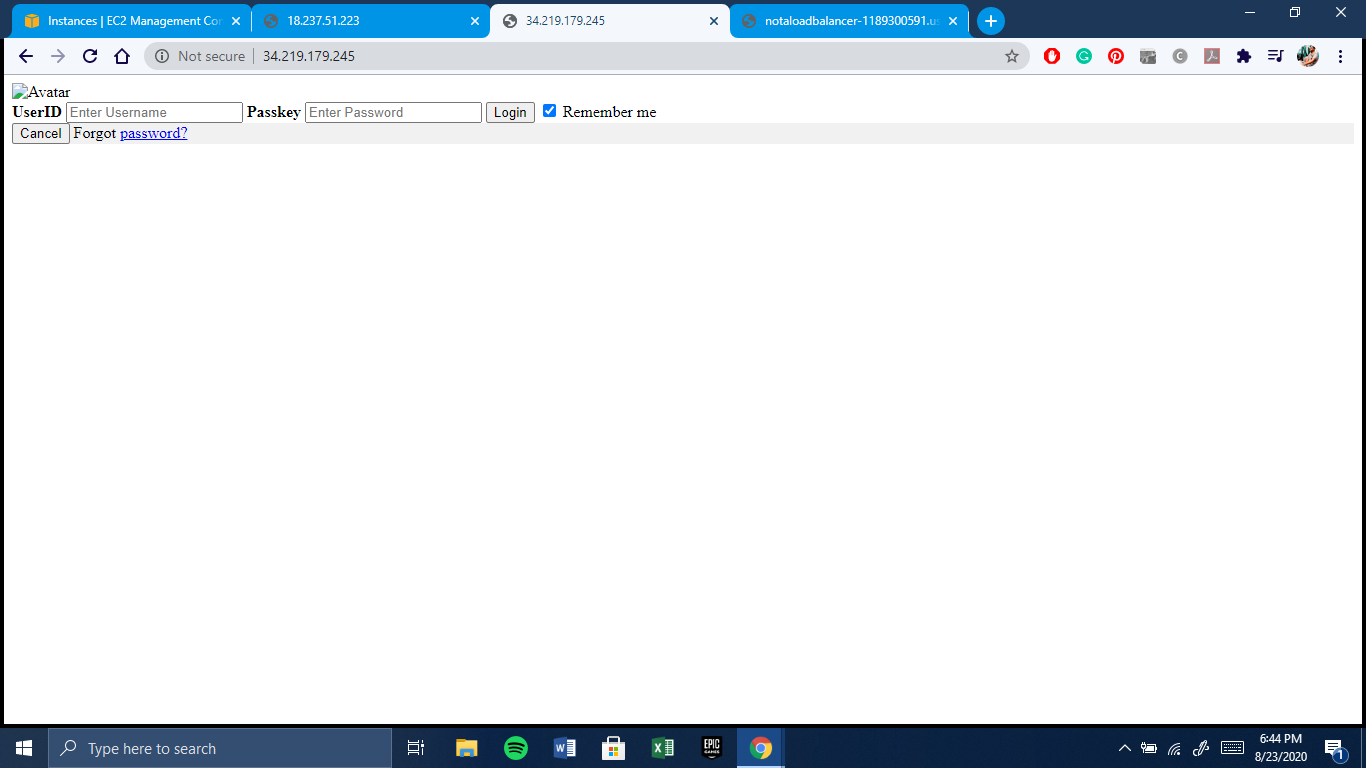 Instances | EC2 Management Con
18.237.51.223
34.219.179.245
notaloadbalancer-1189300591.us
Not secure
34.219.179.245
Avatar
UserID Enter Username Passkey Enter Password Login Remember me
Cancel Forgot password?
Type here to search
EPIC
GAMES
6:44 PM
8/23/2020
1